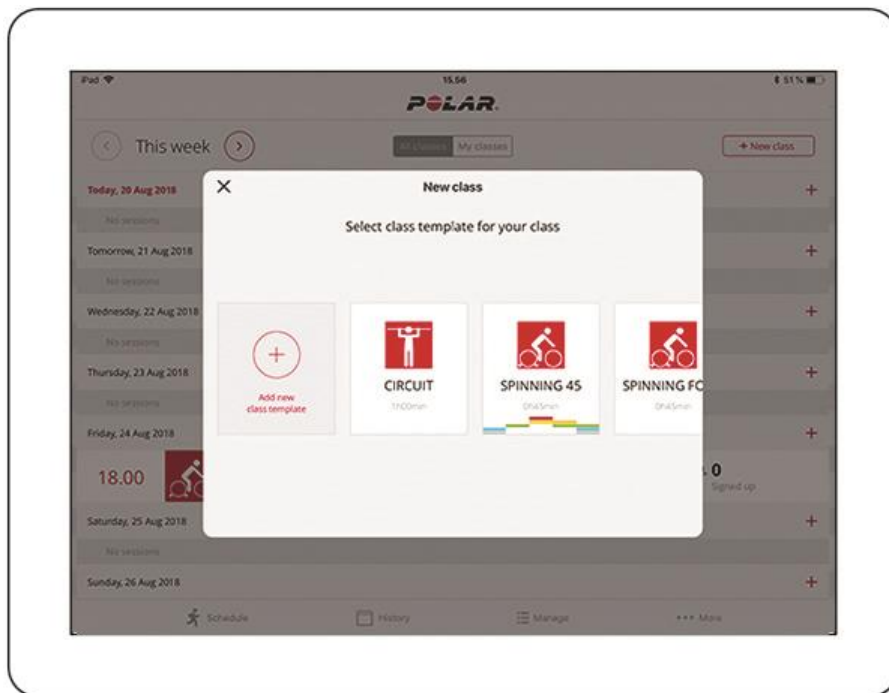 iPad 15.56 51%
POLAR
This week All classes My classes + New class
Today, 20 Aug 2018 +
No sessions
Tomorrow, 21 Aug 2018 +
No sessions
Wednesday, 22 Aug 2018 +
No sessions
Thursday, 23 Aug 2018 +
No sessions
Friday, 24 Aug 2018 +
18.00 0
Signed up
Saturday, 25 Aug 2018 +
No sessions
Sunday, 26 Aug 2018 +
New class
Select class template for your class
Add new
class template
CIRCUIT
1h00min
SPINNING 45
0h45min
SPINNING FO
0h45min
Schedule History Manage More